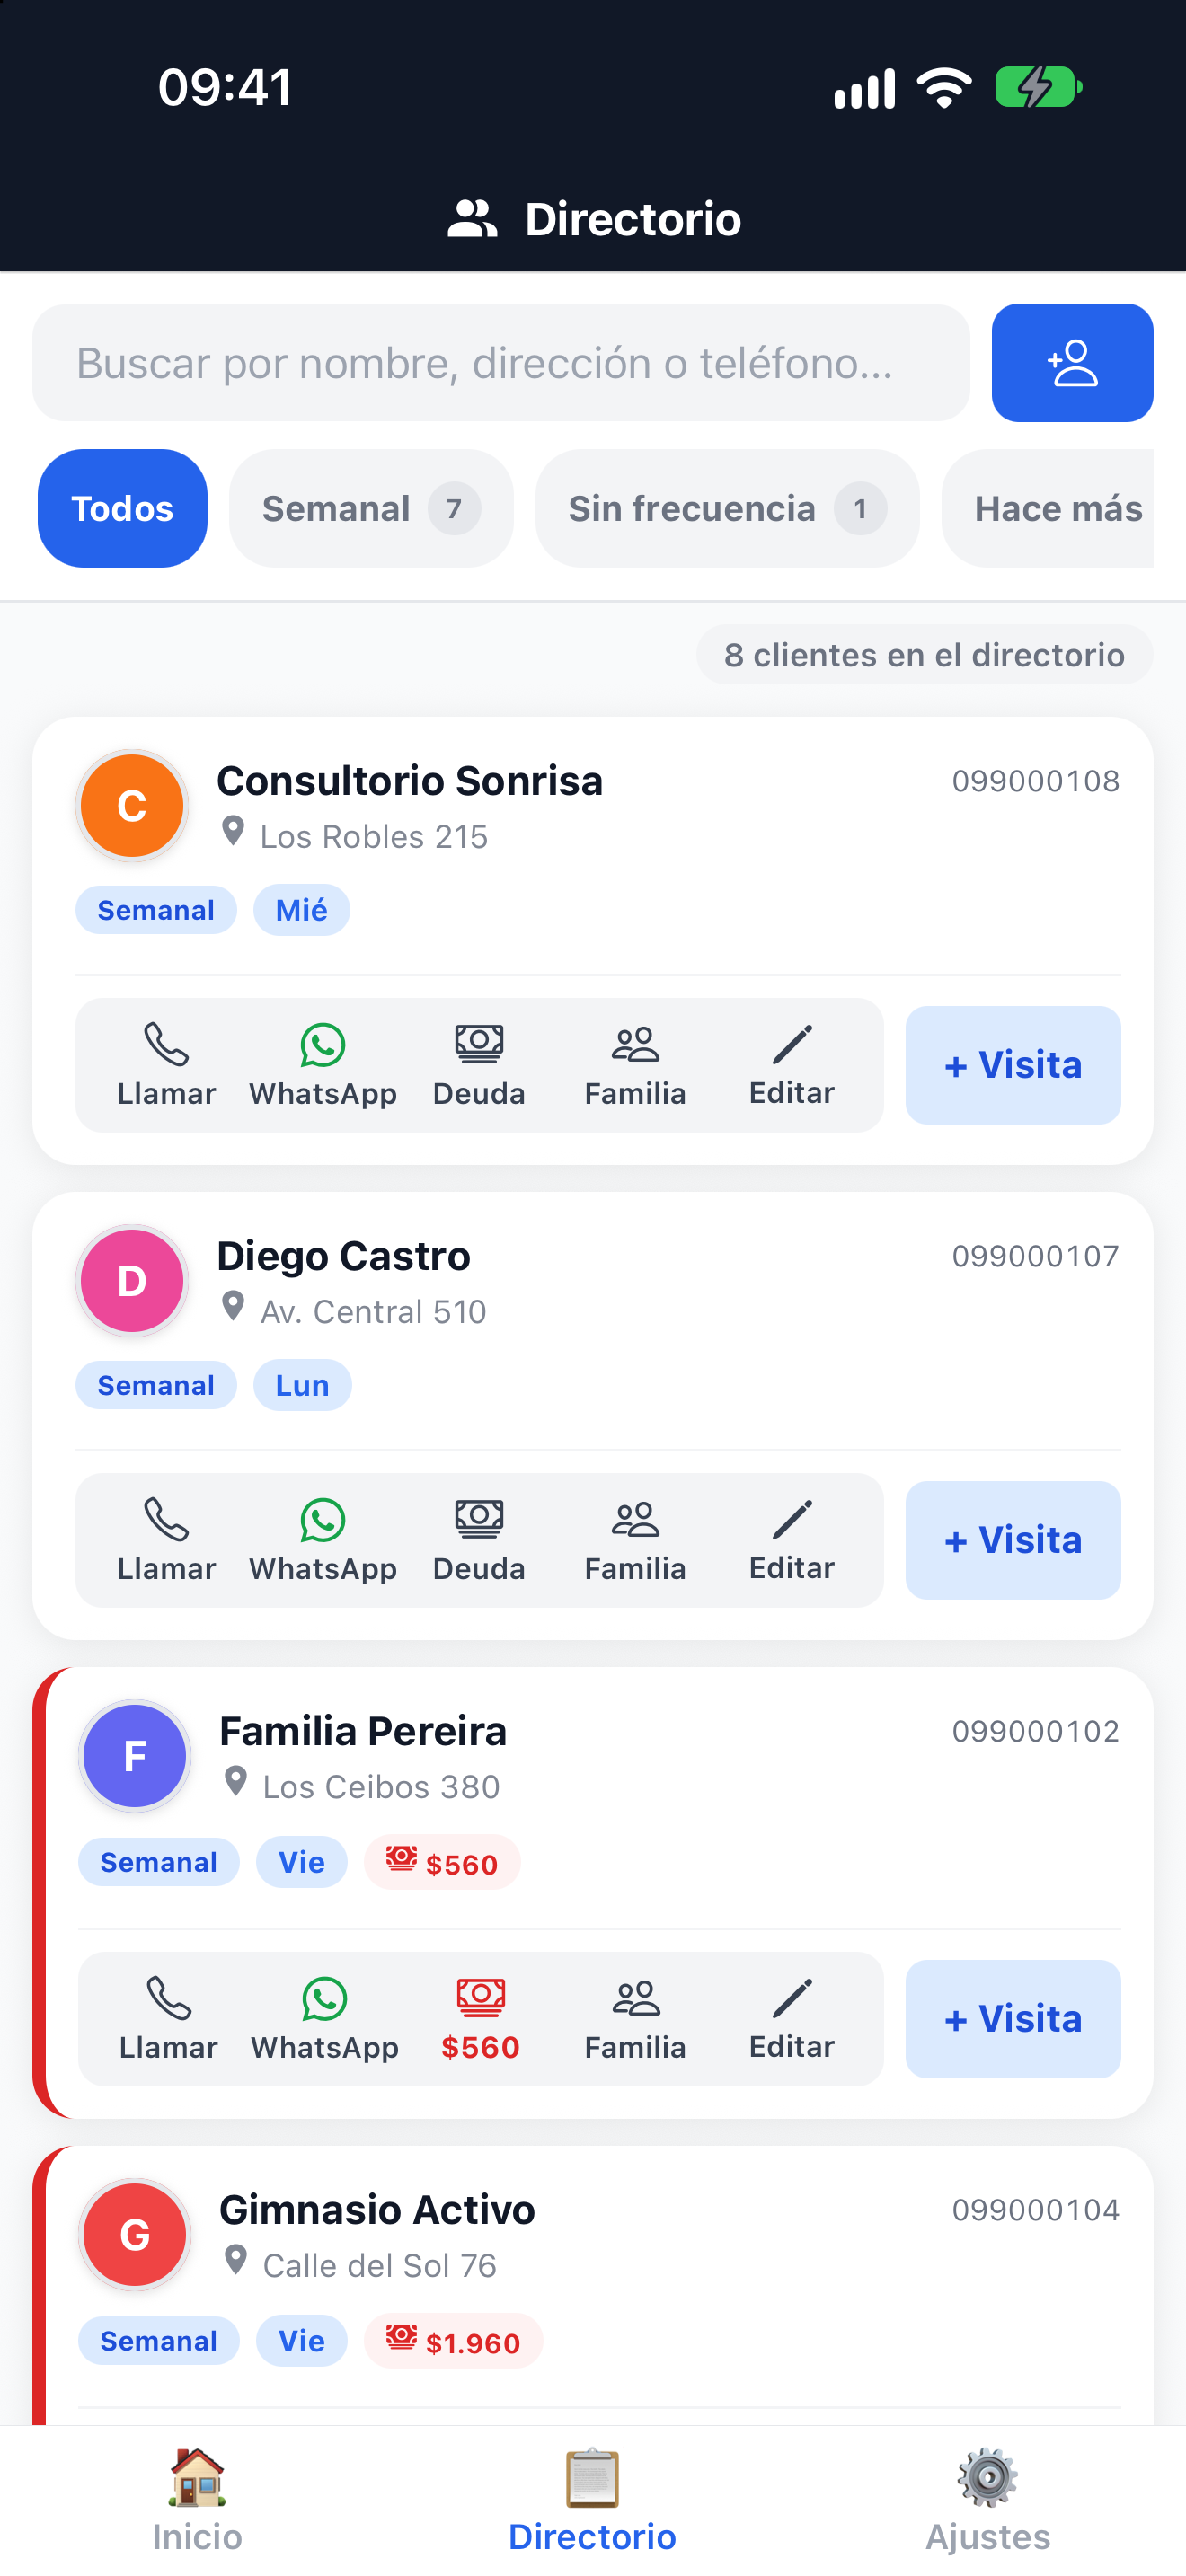 09:41
Directorio
Buscar por nombre, dirección o teléfono...
Todos
Semanal 7
Sin frecuencia 1
Hace más
8 clientes en el directorio
C
Consultorio Sonrisa
099000108
Los Robles 215
Semanal Mié
Llamar WhatsApp Deuda Familia Editar
+ Visita
D
Diego Castro
099000107
Av. Central 510
Semanal Lun
Llamar WhatsApp Deuda Familia Editar
+ Visita
F
Familia Pereira
099000102
Los Ceibos 380
Semanal Vie $560
Llamar WhatsApp $560 Familia Editar
+ Visita
G
Gimnasio Activo
099000104
Calle del Sol 76
Semanal Vie $1.960
Inicio Directorio Ajustes